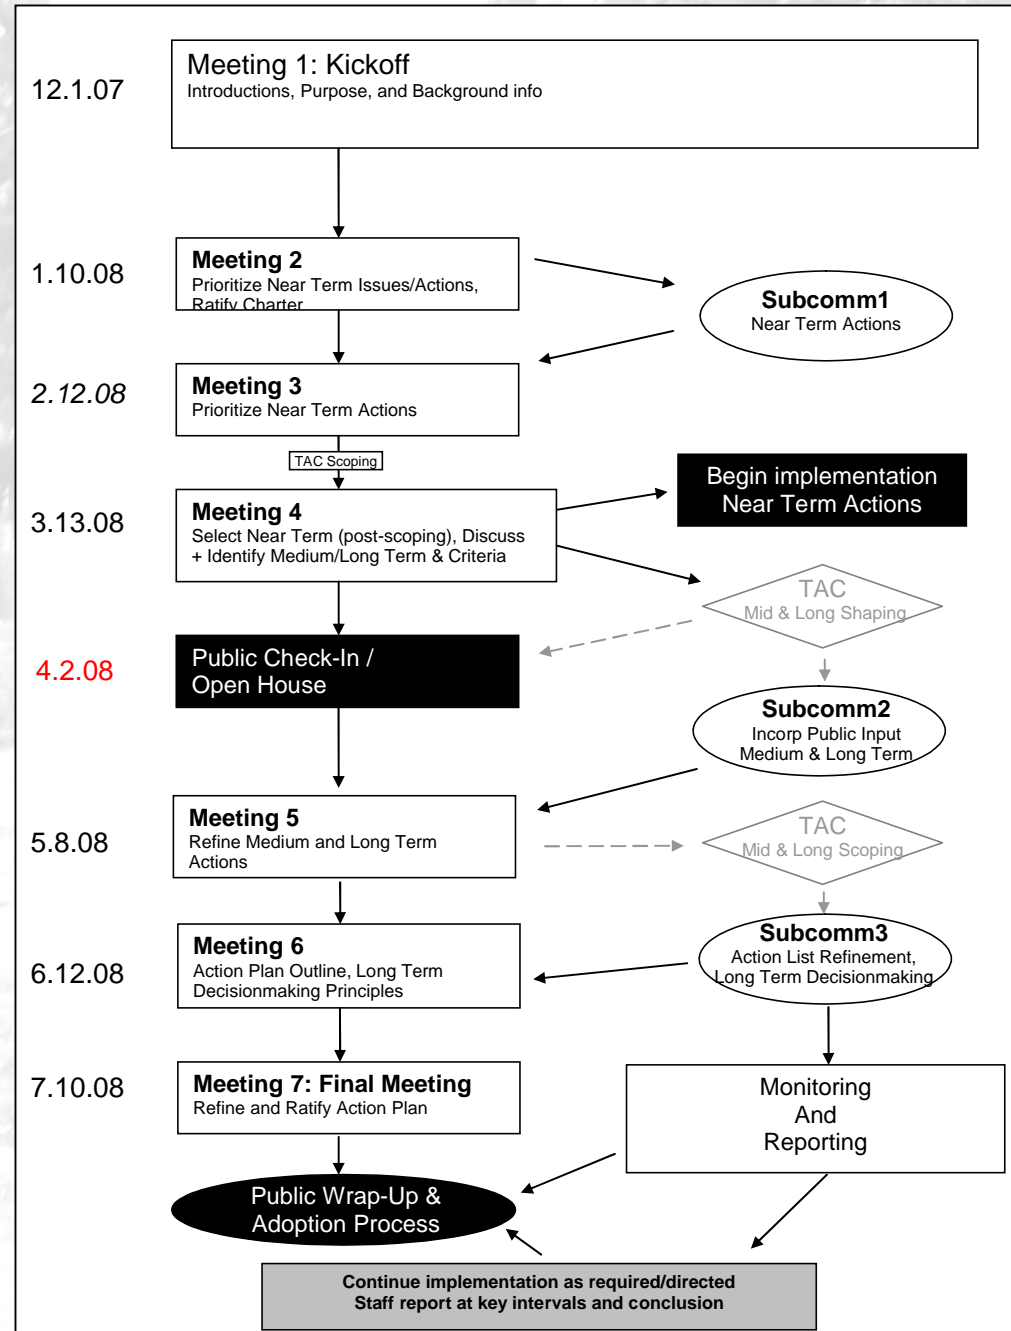 12.1.07
Meeting 1: Kickoff
Introductions, Purpose, and Background info
1.10.08
Meeting 2
Prioritize Near Term Issues/Actions,
Ratify Charter
Subcomm1
Near Term Actions
2.12.08
Meeting 3
Prioritize Near Term Actions
TAC Scoping
3.13.08
Meeting 4
Select Near Term (post-scoping), Discuss
+ Identify Medium/Long Term & Criteria
Begin implementation
Near Term Actions
TAC
Mid & Long Shaping
4.2.08
Public Check-In /
Open House
Subcomm2
Incorp Public Input
Medium & Long Term
5.8.08
Meeting 5
Refine Medium and Long Term
Actions
TAC
Mid & Long Scoping
6.12.08
Meeting 6
Action Plan Outline, Long Term
Decisionmaking Principles
Subcomm3
Action List Refinement,
Long Term Decisionmaking
7.10.08
Meeting 7: Final Meeting
Refine and Ratify Action Plan
Monitoring
And
Reporting
Public Wrap-Up &
Adoption Process
Continue implementation as required/directed
Staff report at key intervals and conclusion